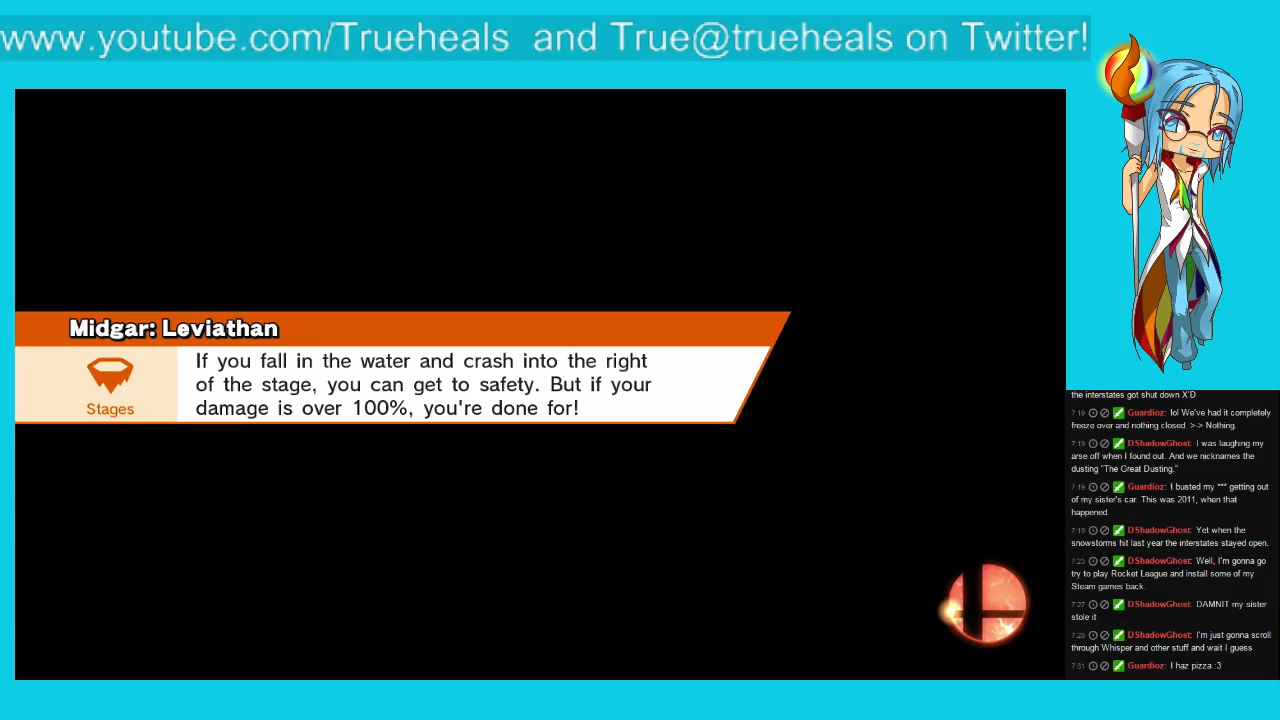 www.youtube.com/Trueheals and True@trueheals on Twitter!
Midgar: Leviathan
If you fall in the water and crash into the right
of the stage, you can get to safety. But if your
damage is over 100%, you're done for!
Stages
the interstates got shut down X'D
7:19 Guardioz: lol We've had it completely
freeze over and nothing closed. >-> Nothing.
7:19 DShadowGhost: I was laughing my
arse off when I found out. And we nicknames the
dusting "The Great Dusting."
7:19 Guardioz: I busted my *** getting out
of my sister's car. This was 2011, when that
happened.
7:19 DShadowGhost: Yet when the
snowstorms hit last year the interstates stayed open.
7:23 DShadowGhost: Well, I'm gonna go
try to play Rocket League and install some of my
Steam games back.
7:27 DShadowGhost: DAMNIT my sister
stole it
7:28 DShadowGhost: I'm just gonna scroll
through Whisper and other stuff and wait I guess
7:31 Guardioz: I haz pizza :3